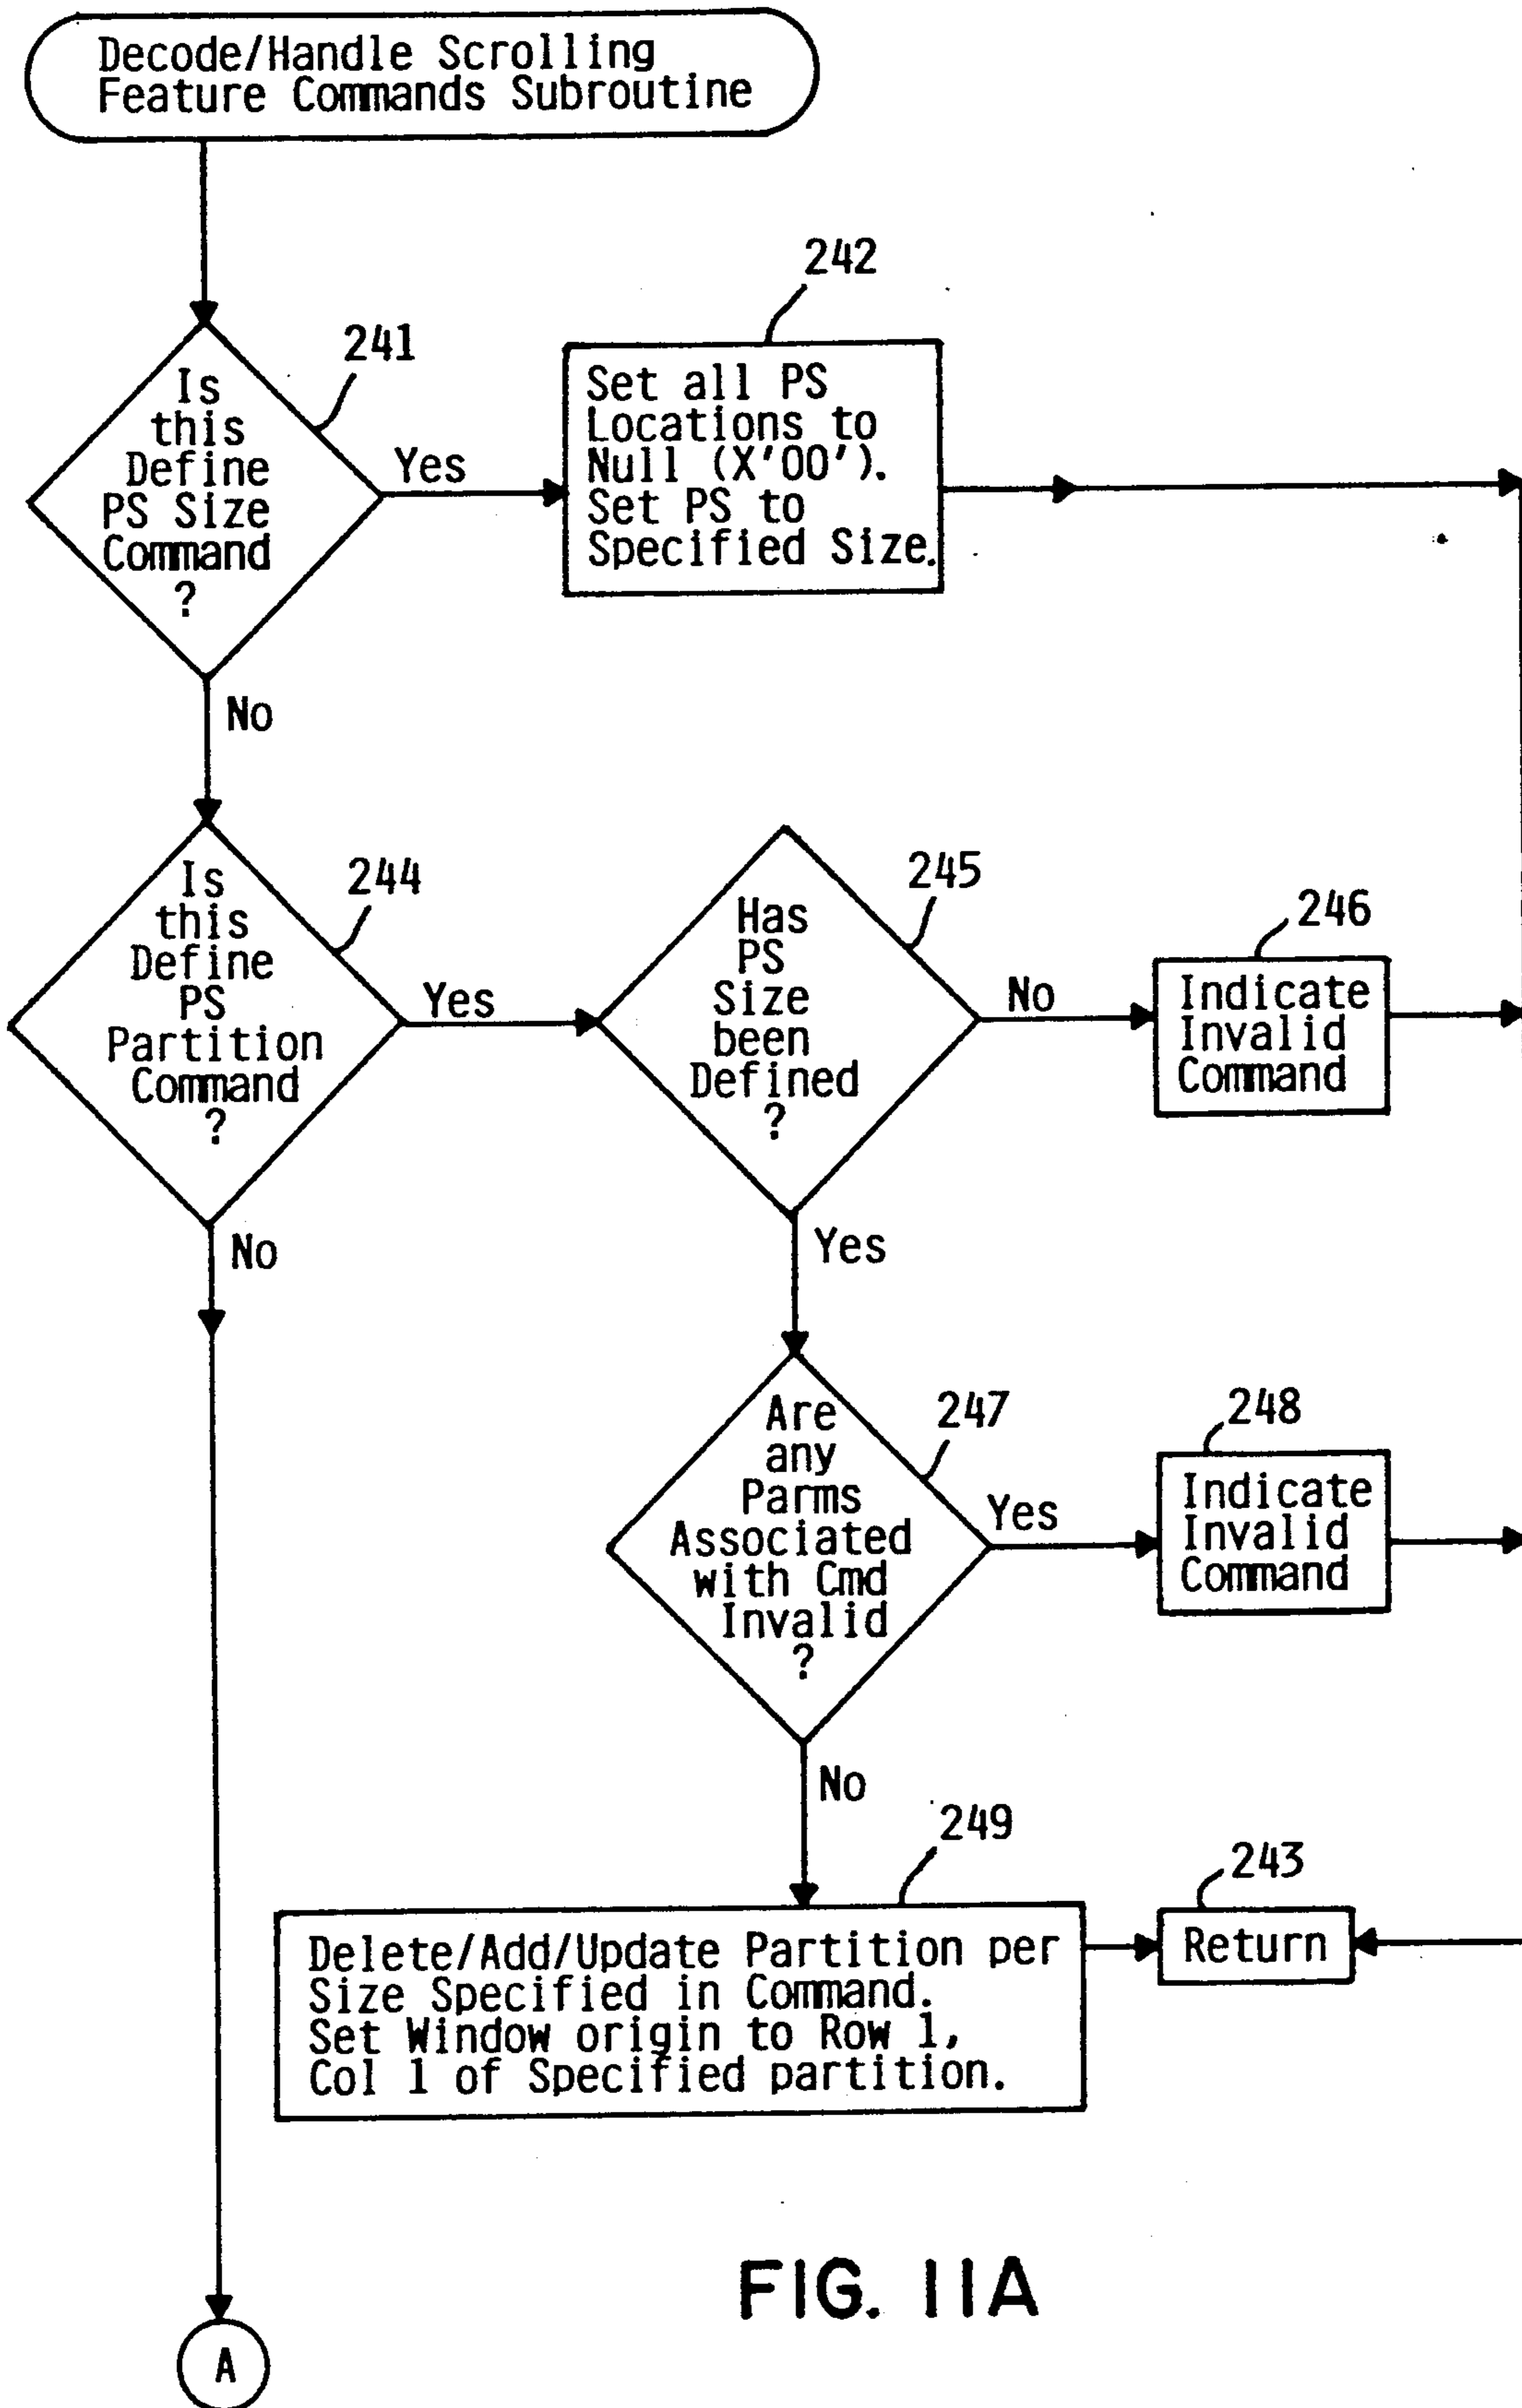 Decode/Handle Scrolling
Feature Commands Subroutine
241
Is
this
Define
PS Size
Command
?
Yes
No
242
Set all PS
Locations to
Null (X'00').
Set PS to
Specified Size.
244
Is
this
Define
PS
Partition
Command
?
Yes
No
245
Has
PS
Size
been
Defined
?
No
Yes
246
Indicate
Invalid
Command
247
Are
any
Parms
Associated
with Cmd
Invalid
?
Yes
No
248
Indicate
Invalid
Command
249
Delete/Add/Update Partition per
Size Specified in Command.
Set Window origin to Row 1,
Col 1 of Specified partition.
243
Return
A
FIG. 11A